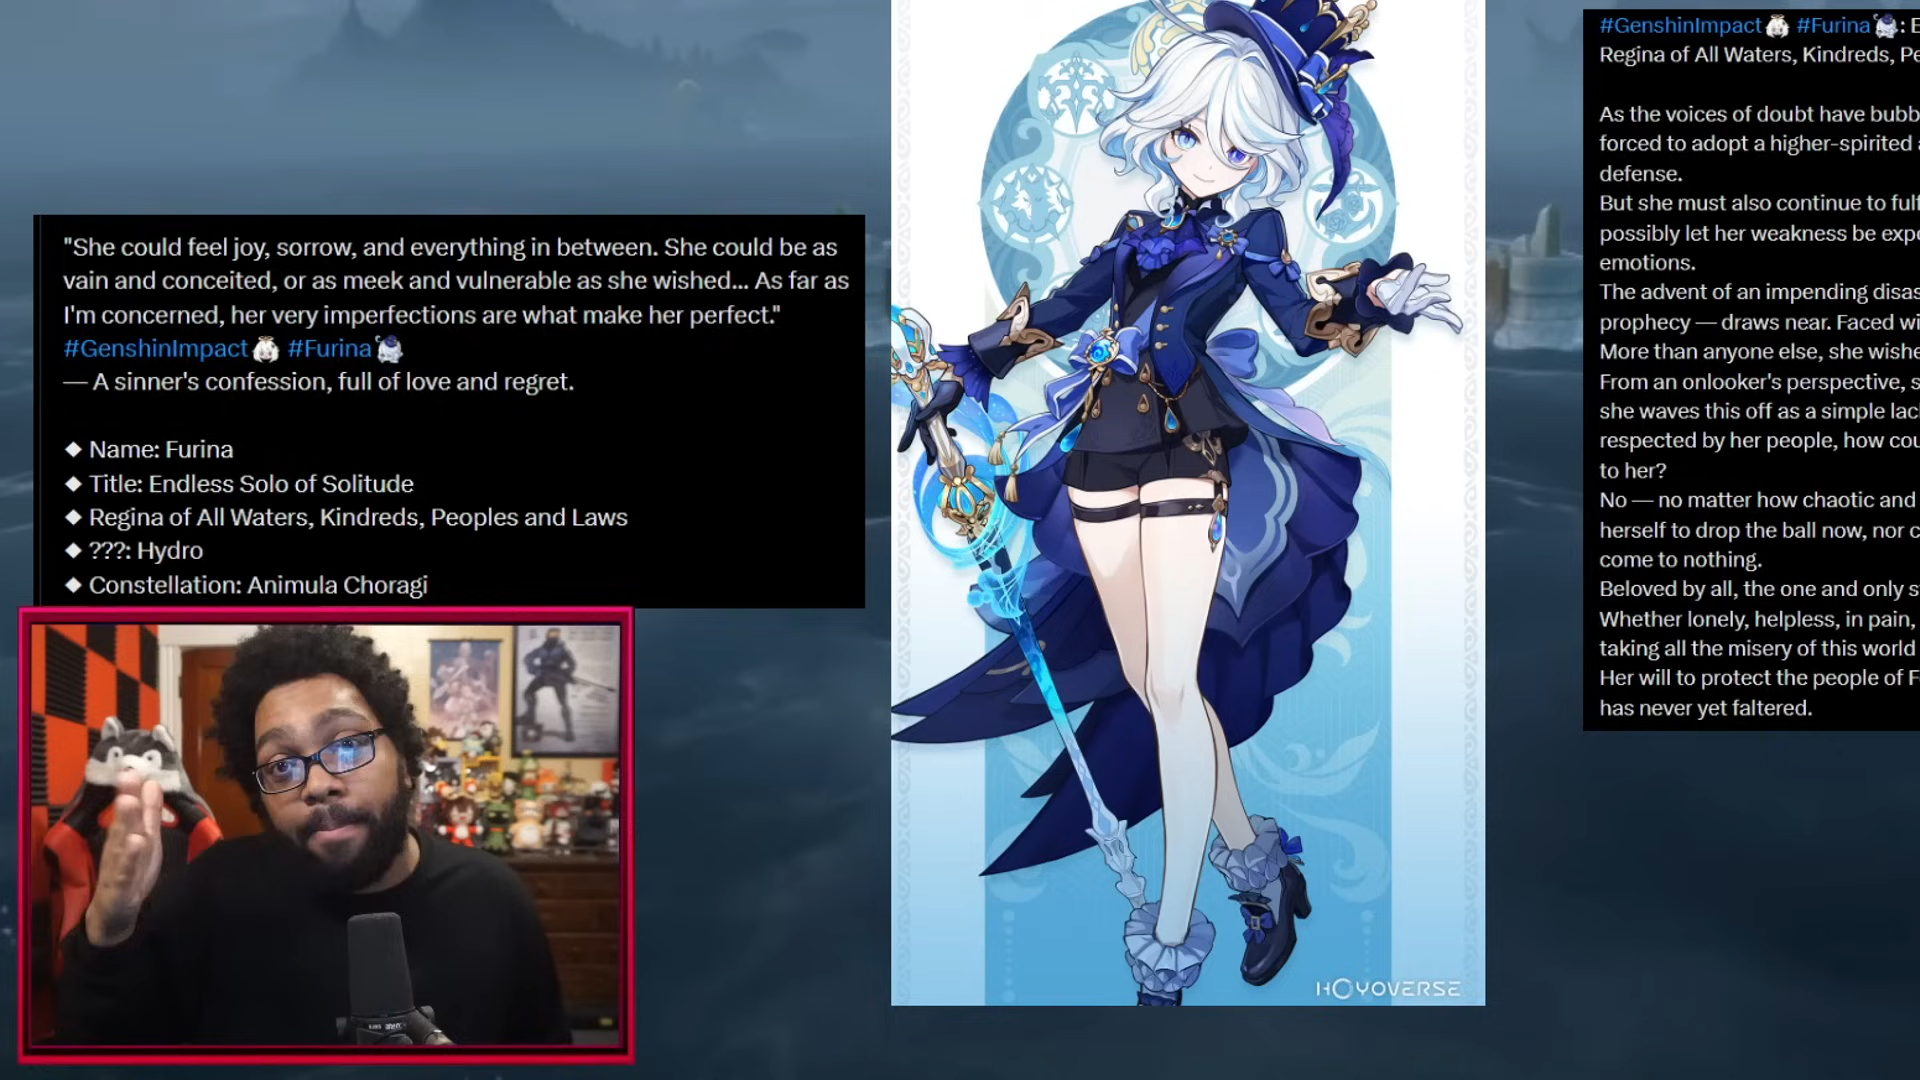 "She could feel joy, sorrow, and everything in between. She could be as
vain and conceited, or as meek and vulnerable as she wished... As far as
I'm concerned, her very imperfections are what make her perfect."
#GenshinImpact #Furina
— A sinner's confession, full of love and regret.
◆ Name: Furina
◆ Title: Endless Solo of Solitude
◆ Regina of All Waters, Kindreds, Peoples and Laws
◆ ???: Hydro
◆ Constellation: Animula Choragi
HOYOVERSE
#GenshinImpact #Furina: E
Regina of All Waters, Kindreds, Pe
As the voices of doubt have bubb
forced to adopt a higher-spirited a
defense.
But she must also continue to fulf
possibly let her weakness be expo
emotions.
The advent of an impending disas
prophecy — draws near. Faced wi
More than anyone else, she wishe
From an onlooker's perspective, s
she waves this off as a simple lac
respected by her people, how cou
to her?
No — no matter how chaotic and
herself to drop the ball now, nor c
come to nothing.
Beloved by all, the one and only s
Whether lonely, helpless, in pain,
taking all the misery of this world
Her will to protect the people of F
has never yet faltered.